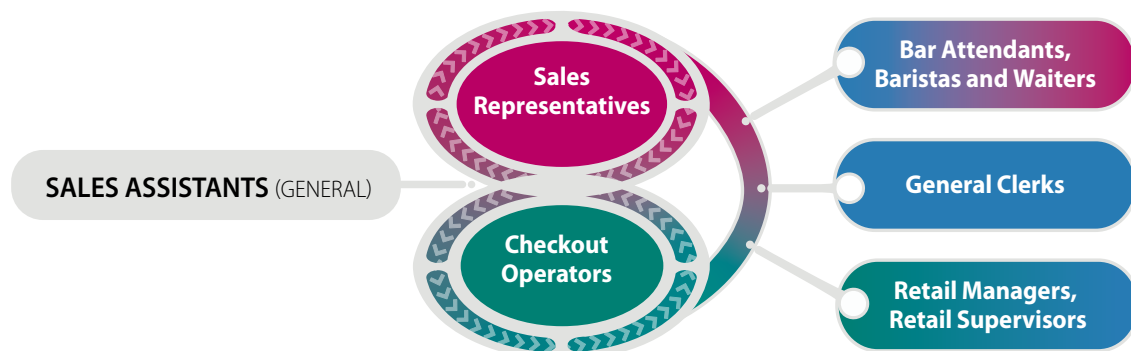 SALES ASSISTANTS (GENERAL)
Sales
Representatives
Checkout
Operators
Bar Attendants,
Baristas and Waiters
General Clerks
Retail Managers,
Retail Supervisors